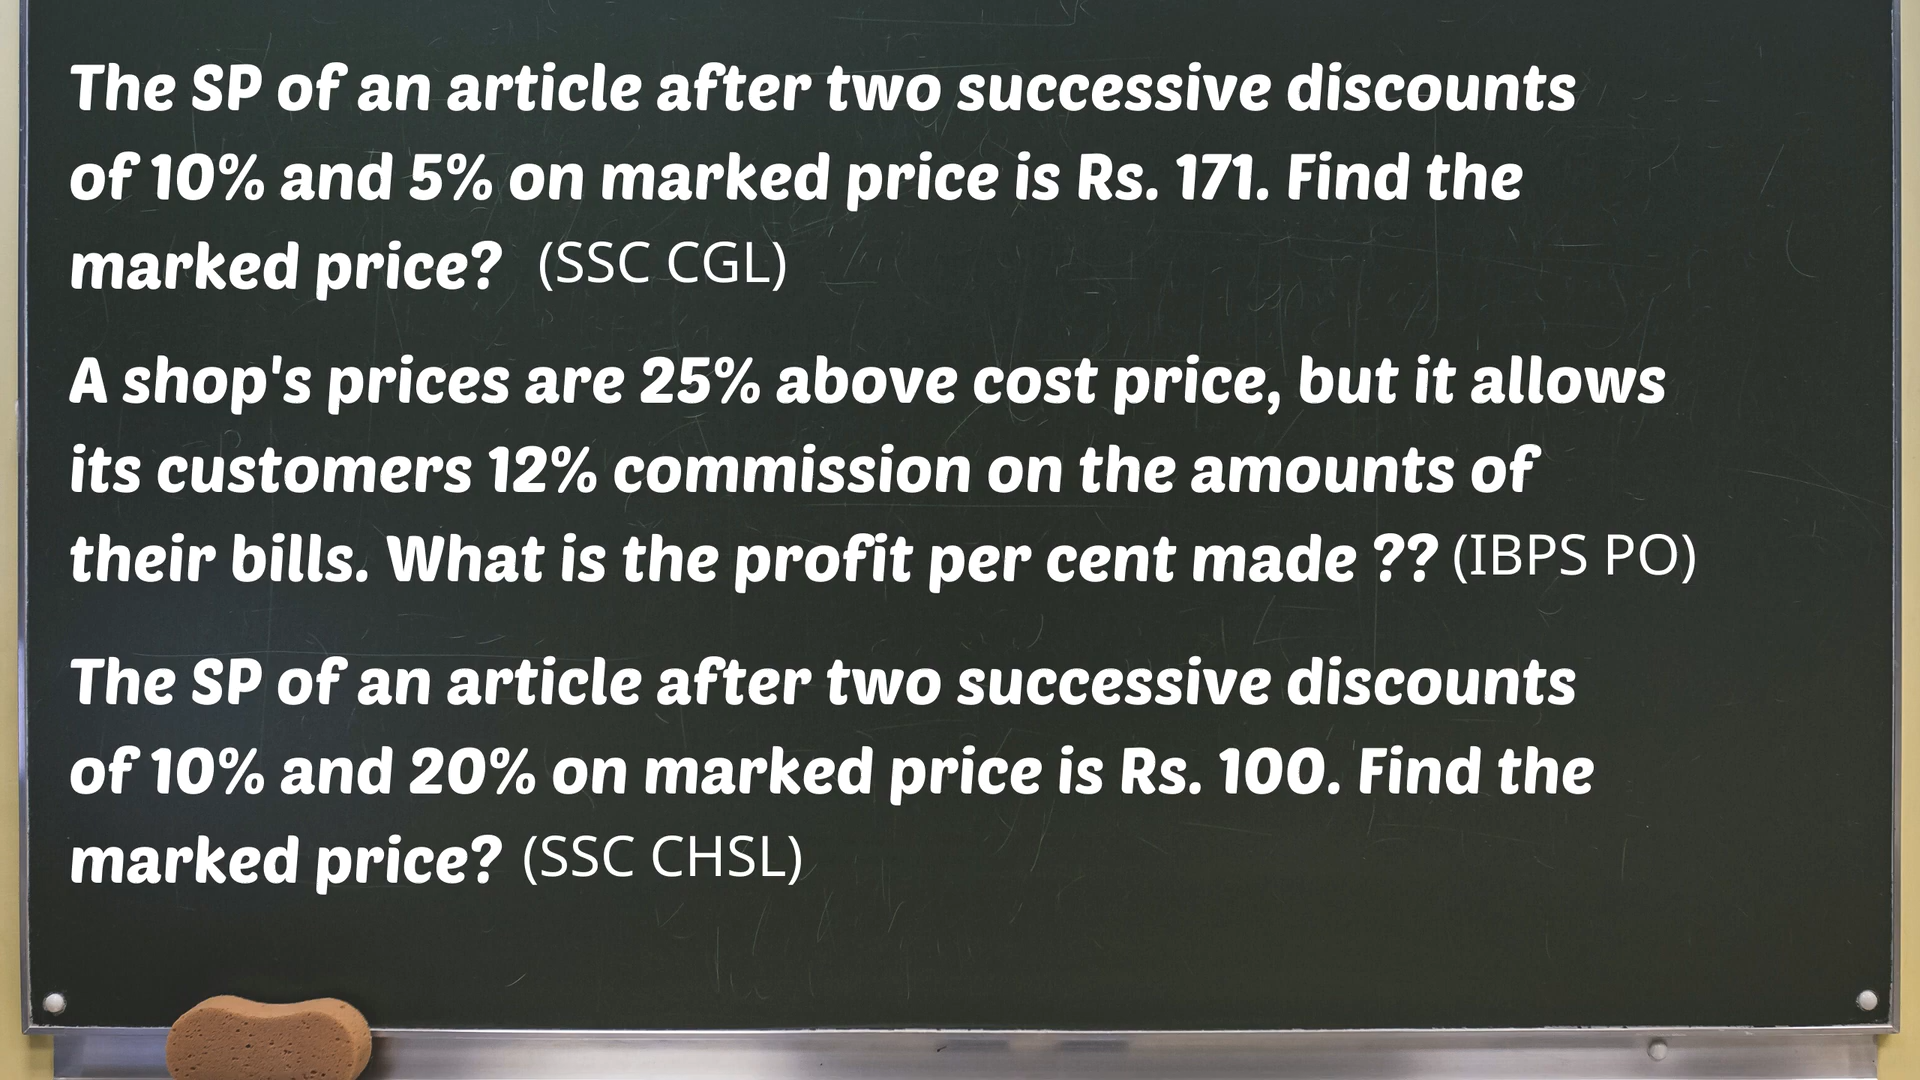 The SP of an article after two successive discounts
of 10% and 5% on marked price is Rs. 171. Find the
marked price? (SSC CGL)
A shop's prices are 25% above cost price, but it allows
its customers 12% commission on the amounts of
their bills. What is the profit per cent made ?? (IBPS PO)
The SP of an article after two successive discounts
of 10% and 20% on marked price is Rs. 100. Find the
marked price? (SSC CHSL)